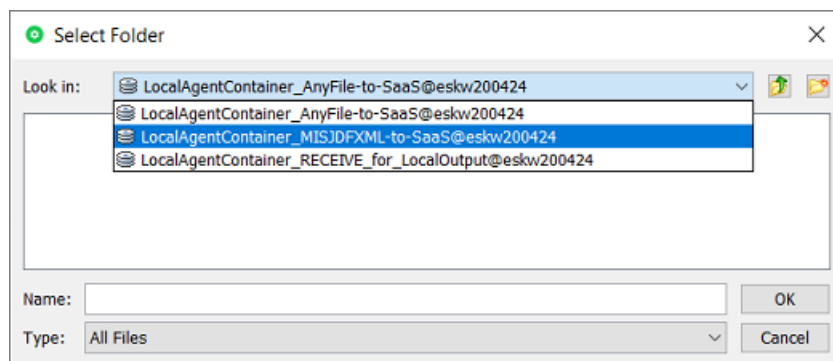 Select Folder
Look in: LocalAgentContainer_AnyFile-to-SaaS@eskw200424
LocalAgentContainer_AnyFile-to-SaaS@eskw200424
LocalAgentContainer_MISJDFXML-to-SaaS@eskw200424
LocalAgentContainer_RECEIVE_for_LocalOutput@eskw200424
Name: OK
Type: All Files Cancel